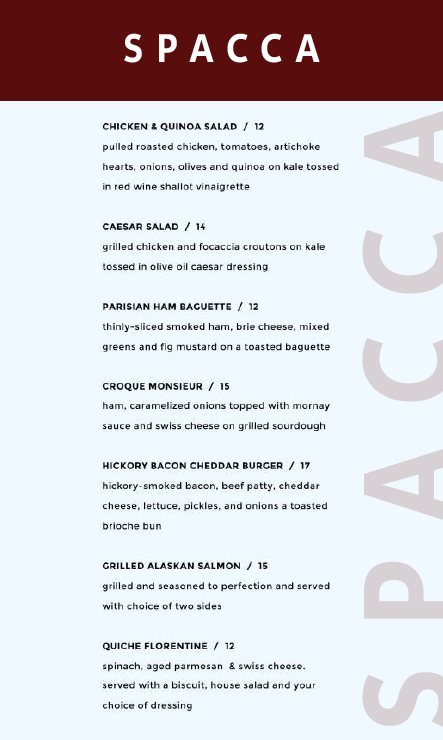 SPACCA
CHICKEN & QUINOA SALAD / 12
pulled roasted chicken, tomatoes, artichoke
hearts, onions, olives and quinoa on kale tossed
in red wine shallot vinaigrette
CAESAR SALAD / 14
grilled chicken and focaccia croutons on kale
tossed in olive oil caesar dressing
PARISIAN HAM BAGUETTE / 12
thinly-sliced smoked ham, brie cheese, mixed
greens and fig mustard on a toasted baguette
CROQUE MONSIEUR / 15
ham, caramelized onions topped with mornay
sauce and swiss cheese on grilled sourdough
HICKORY BACON CHEDDAR BURGER / 17
hickory-smoked bacon, beef patty, cheddar
cheese, lettuce, pickles, and onions a toasted
brioche bun
GRILLED ALASKAN SALMON / 15
grilled and seasoned to perfection and served
with choice of two sides
QUICHE FLORENTINE / 12
spinach, aged parmesan & swiss cheese.
served with a biscuit, house salad and your
choice of dressing
SPACCA